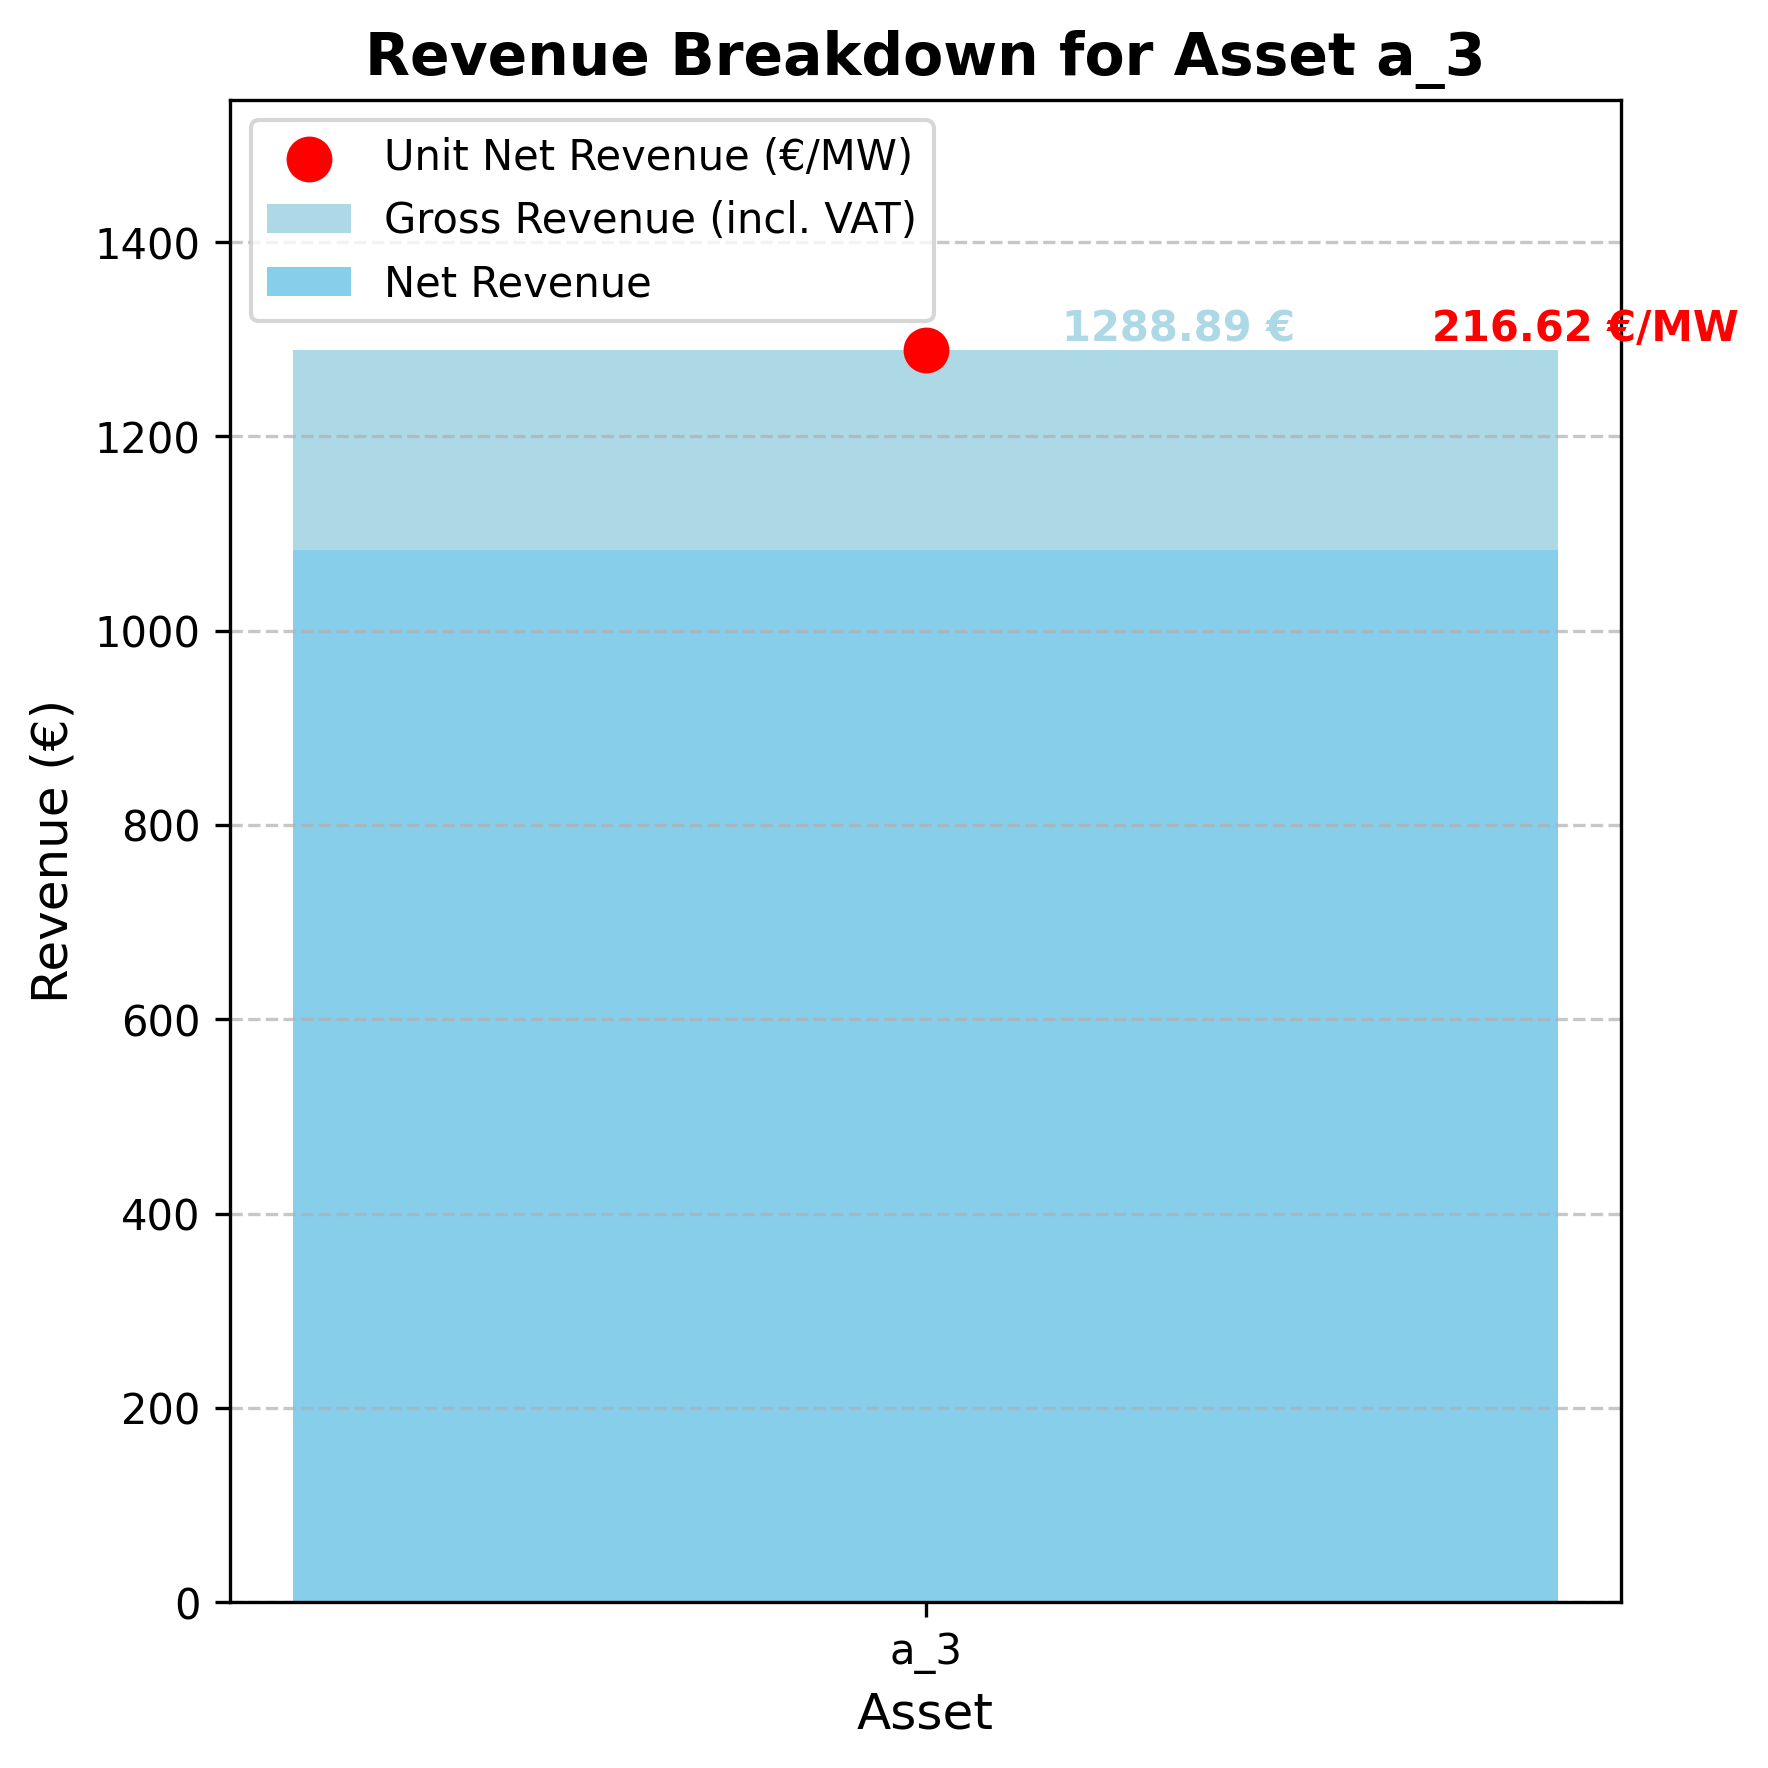 Revenue Breakdown for Asset a_3
Unit Net Revenue (€/MW)
Gross Revenue (incl. VAT)
Net Revenue
1288.89 €
216.62 €/MW
1400
1200
1000
800
600
400
200
0
Revenue (€)
a_3
Asset